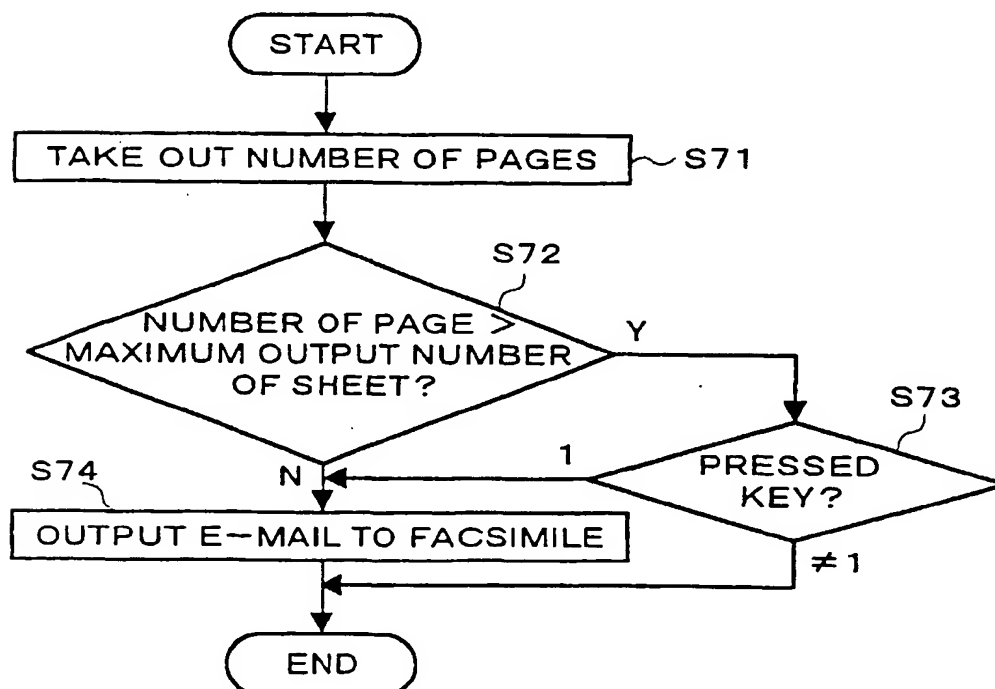 START
TAKE OUT NUMBER OF PAGES
S71
S72
NUMBER OF PAGE >
MAXIMUM OUTPUT NUMBER
OF SHEET?
Y
N
S73
PRESSED
KEY?
1
≠1
S74
OUTPUT E-MAIL TO FACSIMILE
END